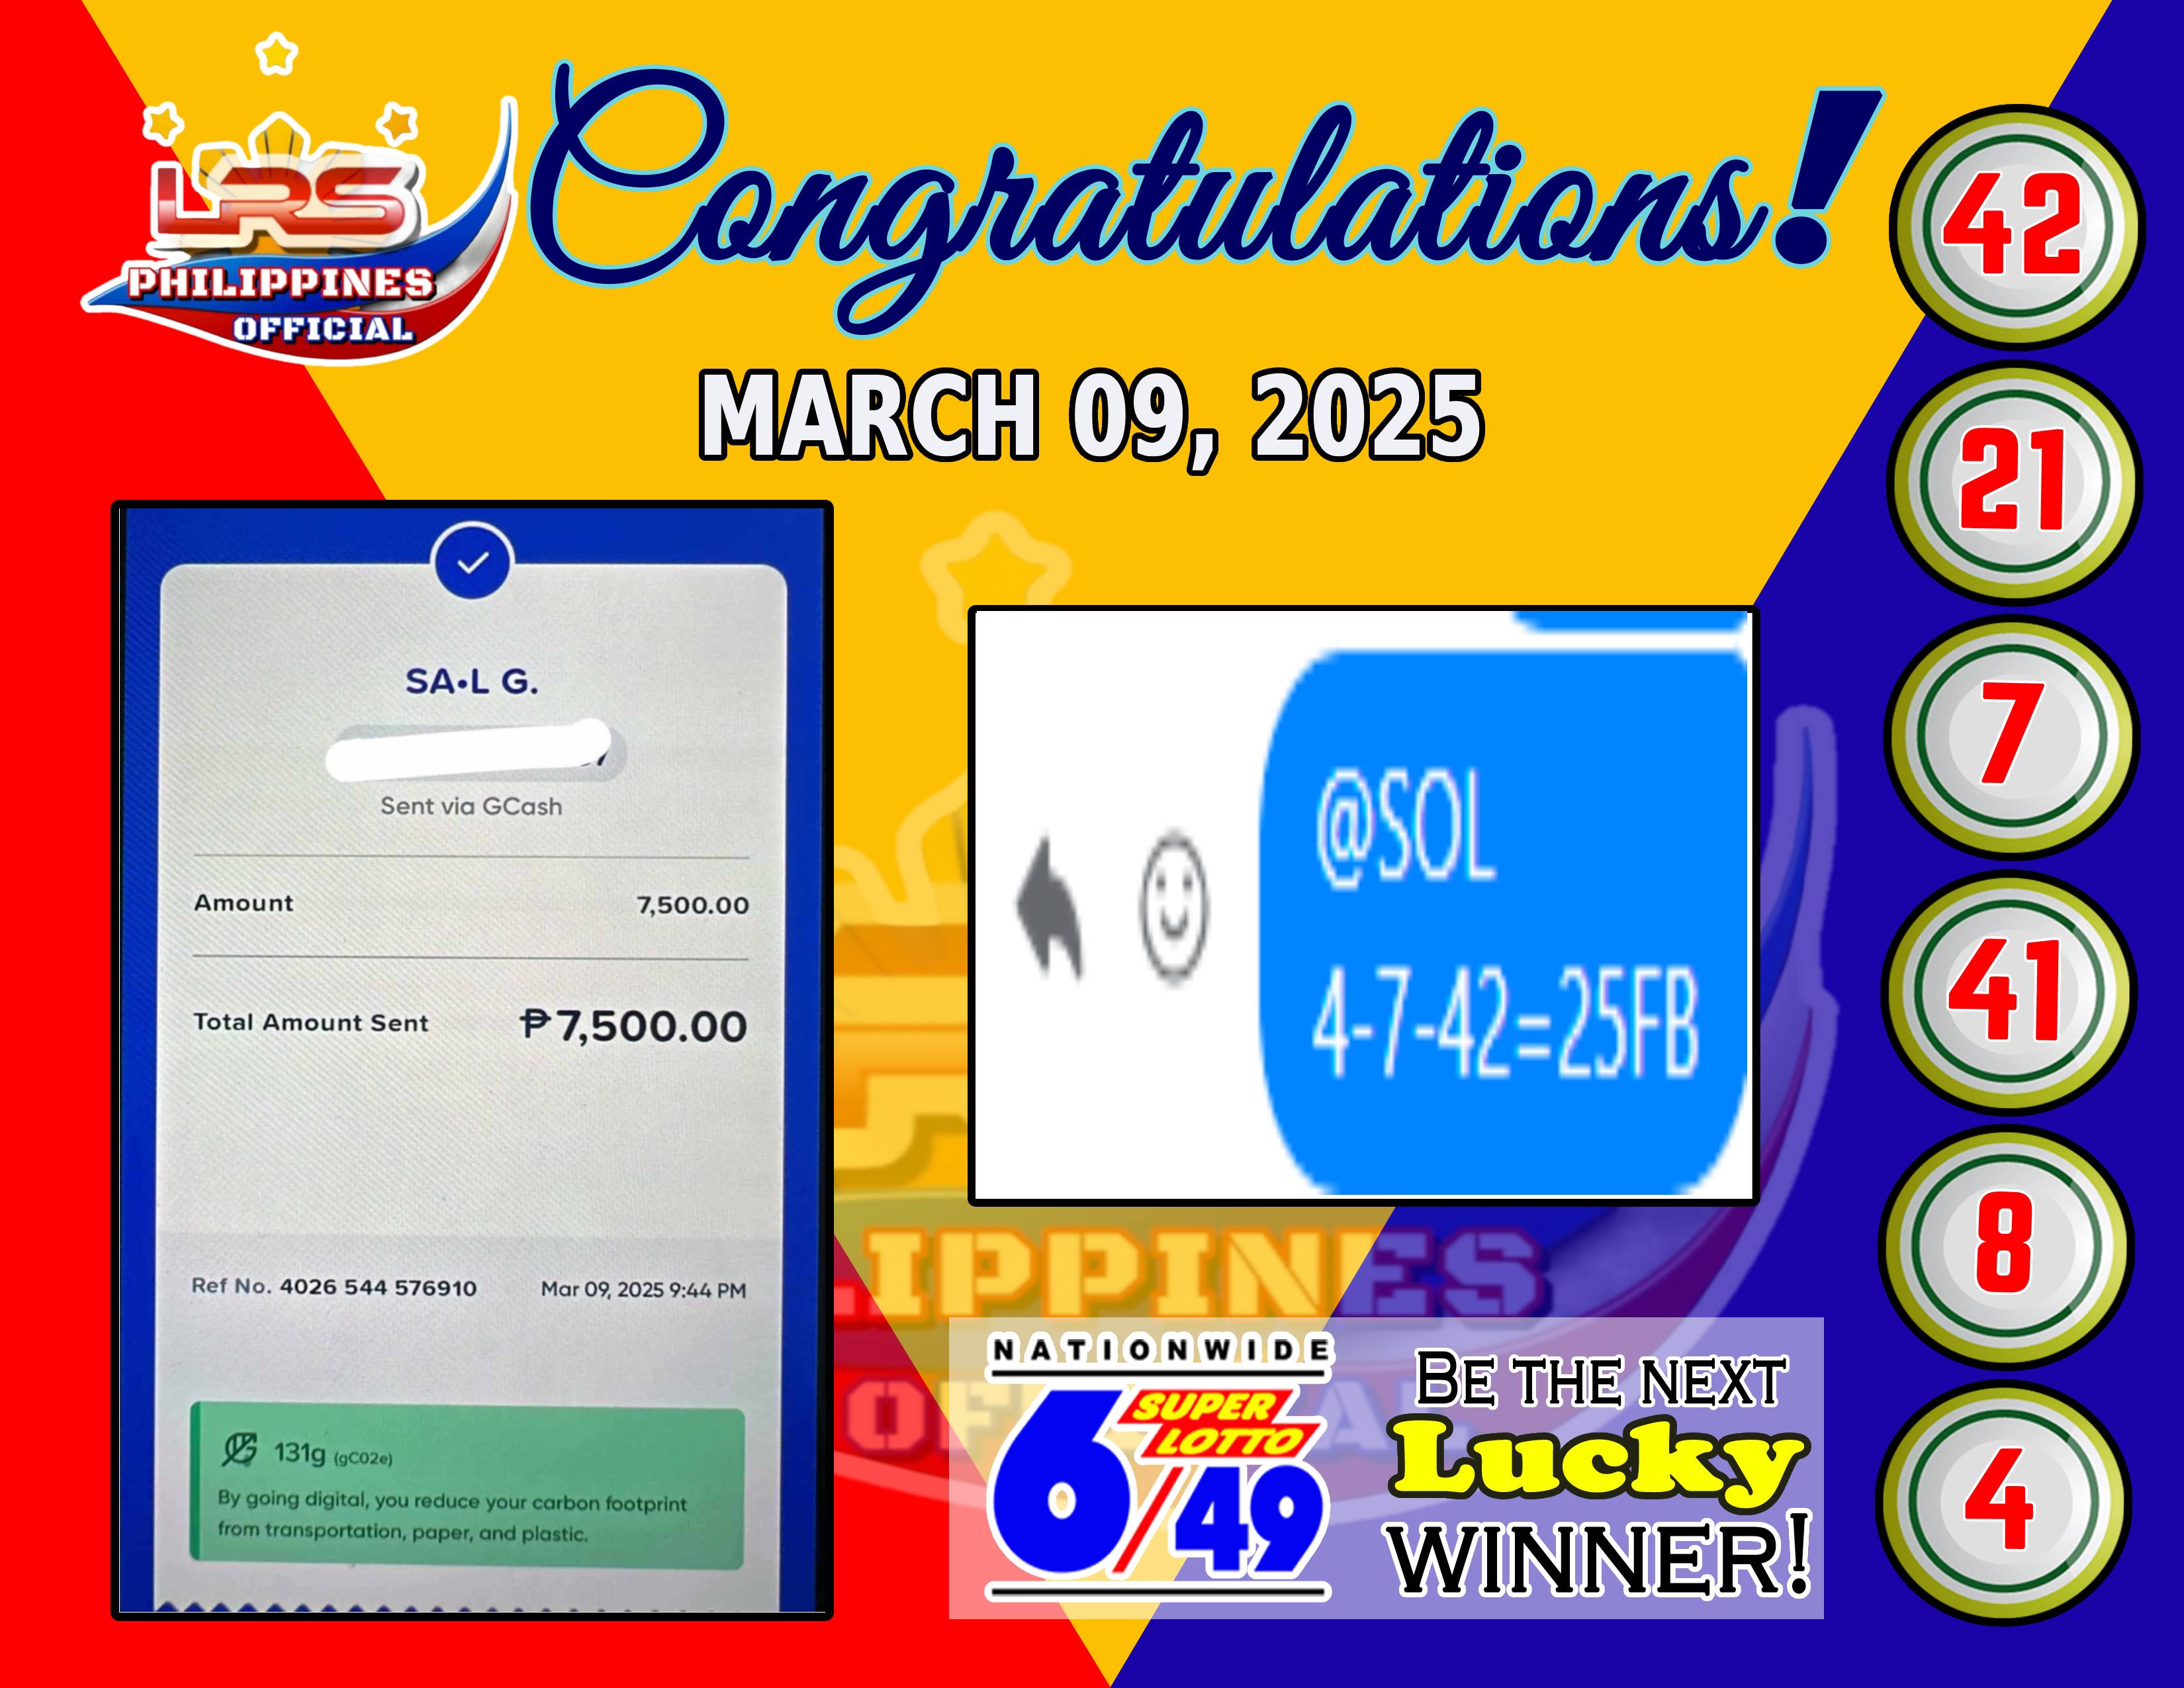 LRS
PHILIPPINES
OFFICIAL
Congratulations!
MARCH 09, 2025
SA•L G.
Sent via GCash
Amount 7,500.00
Total Amount Sent ₱7,500.00
Ref No. 4026 544 576910 Mar 09, 2025 9:44 PM
131g (gCO2e)
By going digital, you reduce your carbon footprint
from transportation, paper, and plastic.
@SOL
4-7-42=25FB
LIPPINES
OFFICIAL
NATIONWIDE
SUPER
LOTTO
6/49
BE THE NEXT
Lucky
WINNER!
42
21
7
41
8
4